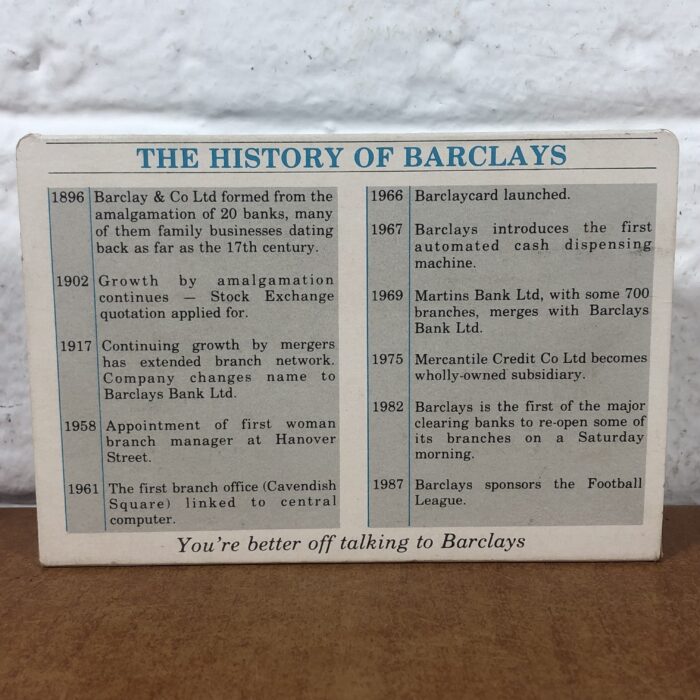 THE HISTORY OF BARCLAYS
1896 Barclay & Co Ltd formed from the
amalgamation of 20 banks, many
of them family businesses dating
back as far as the 17th century.
1902 Growth by amalgamation
continues — Stock Exchange
quotation applied for.
1917 Continuing growth by mergers
has extended branch network.
Company changes name to
Barclays Bank Ltd.
1958 Appointment of first woman
branch manager at Hanover
Street.
1961 The first branch office (Cavendish
Square) linked to central
computer.
1966 Barclaycard launched.
1967 Barclays introduces the first
automated cash dispensing
machine.
1969 Martins Bank Ltd, with some 700
branches, merges with Barclays
Bank Ltd.
1975 Mercantile Credit Co Ltd becomes
wholly-owned subsidiary.
1982 Barclays is the first of the major
clearing banks to re-open some of
its branches on a Saturday
morning.
1987 Barclays sponsors the Football
League.
You're better off talking to Barclays